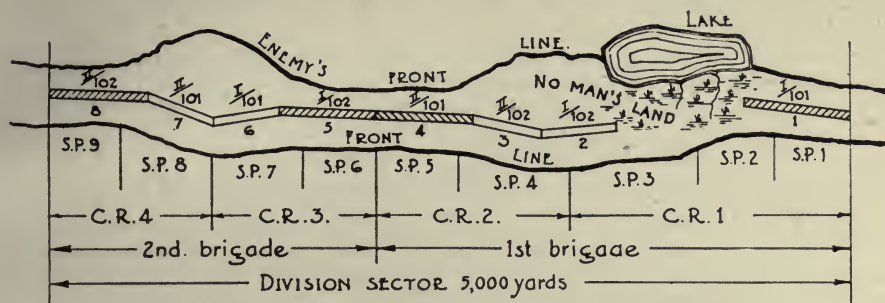 LAKE
ENEMY'S FRONT LINE.
NO MAN'S LAND
II/102 II/101 I/101 I/102 II/101 II/102 I/102 I/101
8 7 6 5 4 3 2 1
FRONT LINE
S.P.9 S.P.8 S.P.7 S.P.6 S.P.5 S.P.4 S.P.3 S.P.2 S.P.1
C.R.4 C.R.3. C.R.2. C.R.1
2nd. brigade 1st brigade
DIVISION SECTOR 5,000 yards